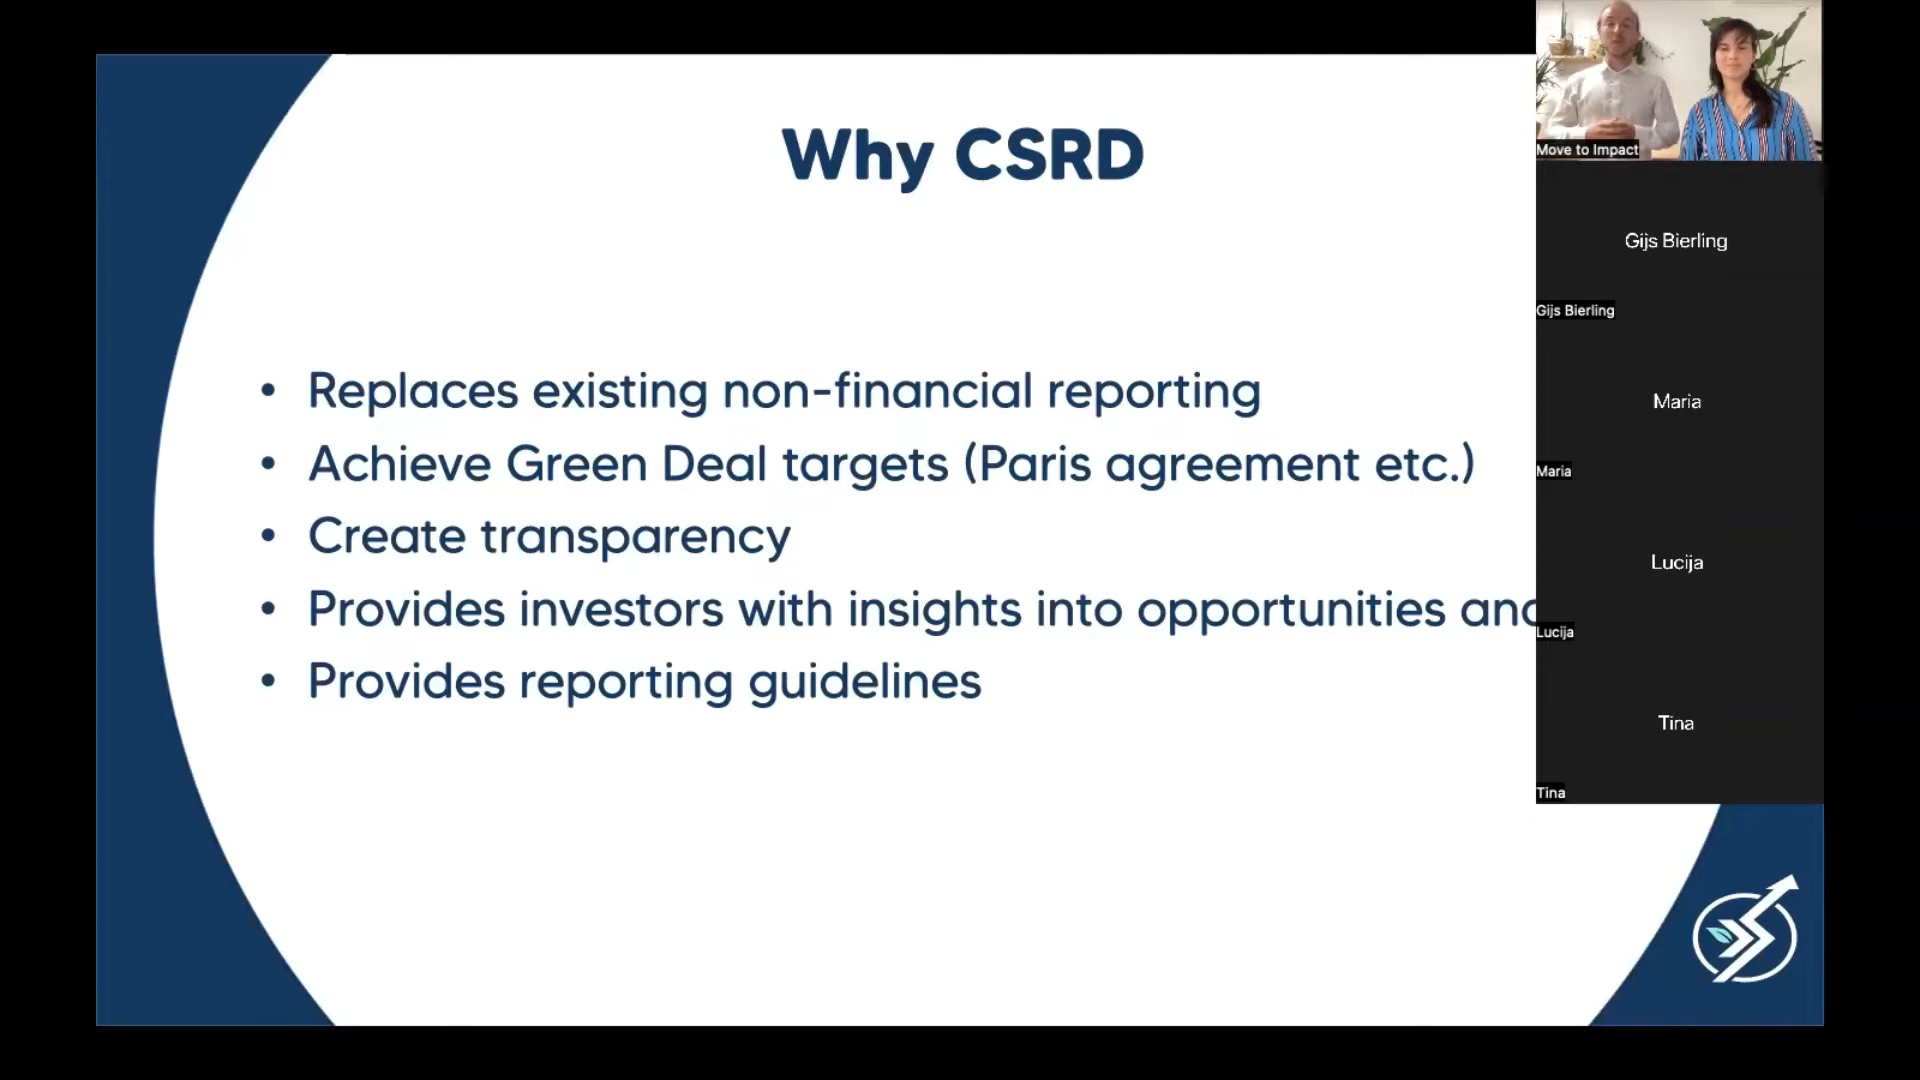 Why CSRD
• Replaces existing non-financial reporting
• Achieve Green Deal targets (Paris agreement etc.)
• Create transparency
• Provides investors with insights into opportunities and
• Provides reporting guidelines
Move to Impact
Gijs Bierling
Gijs Bierling
Maria
Maria
Lucija
Lucija
Tina
Tina